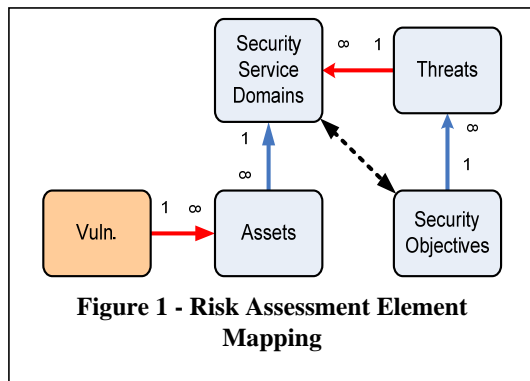 Security
Service
Domains
∞ 1
Threats
1
∞
∞
1
Vuln.
1 ∞
Assets
Security
Objectives
Figure 1 - Risk Assessment Element
Mapping